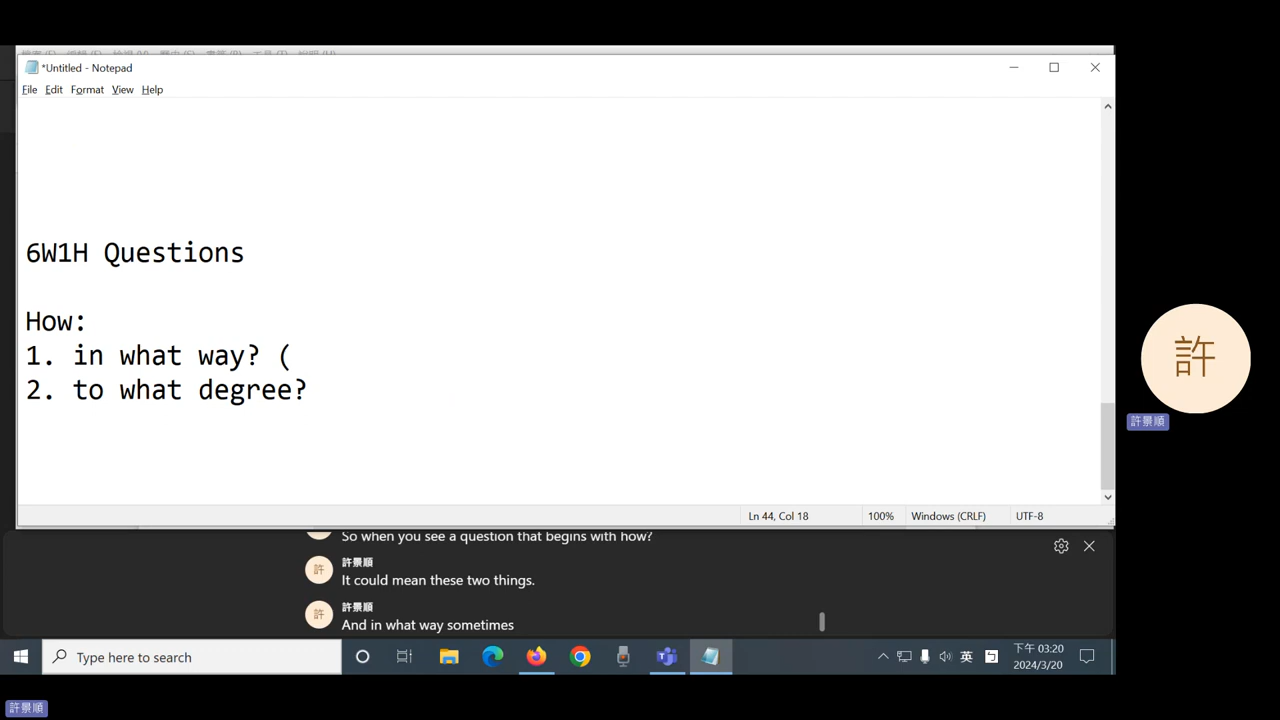 *Untitled - Notepad
File Edit Format View Help
6W1H Questions
How:
1. in what way? (
2. to what degree?
Ln 44, Col 18 100% Windows (CRLF) UTF-8
So when you see a question that begins with how?
許景順
許 It could mean these two things.
許景順
許 And in what way sometimes
許
許景順
Type here to search
英
下午 03:20
2024/3/20
許景順